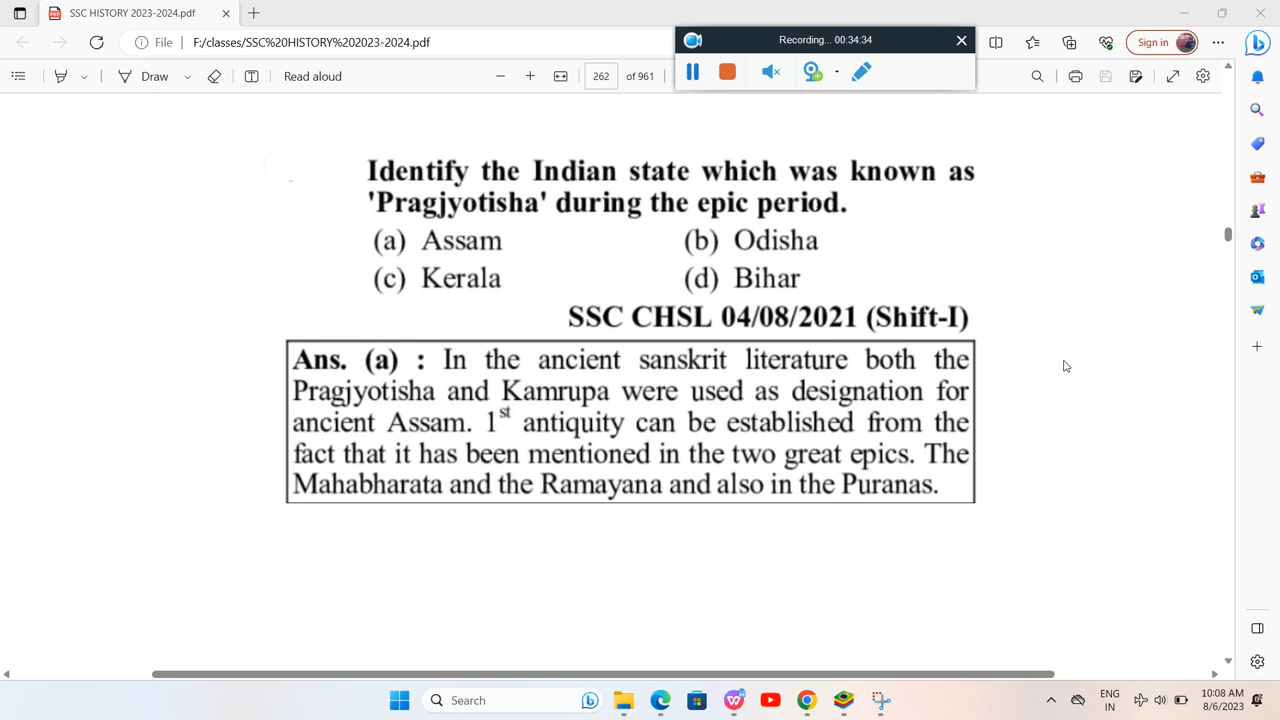 SSC HISTORY 2023-2024.pdf
File F:/classes/SSC%20HISTORY%202023-2024.pdf
Recording... 00:34:34
Sign in
Draw
Read aloud
262 of 961
Identify the Indian state which was known as
'Pragjyotisha' during the epic period.
(a) Assam (b) Odisha
(c) Kerala (d) Bihar
SSC CHSL 04/08/2021 (Shift-I)
Ans. (a) : In the ancient sanskrit literature both the
Pragjyotisha and Kamrupa were used as designation for
ancient Assam. 1st antiquity can be established from the
fact that it has been mentioned in the two great epics. The
Mahabharata and the Ramayana and also in the Puranas.
Search
ENG
IN
10:08 AM
8/6/2023